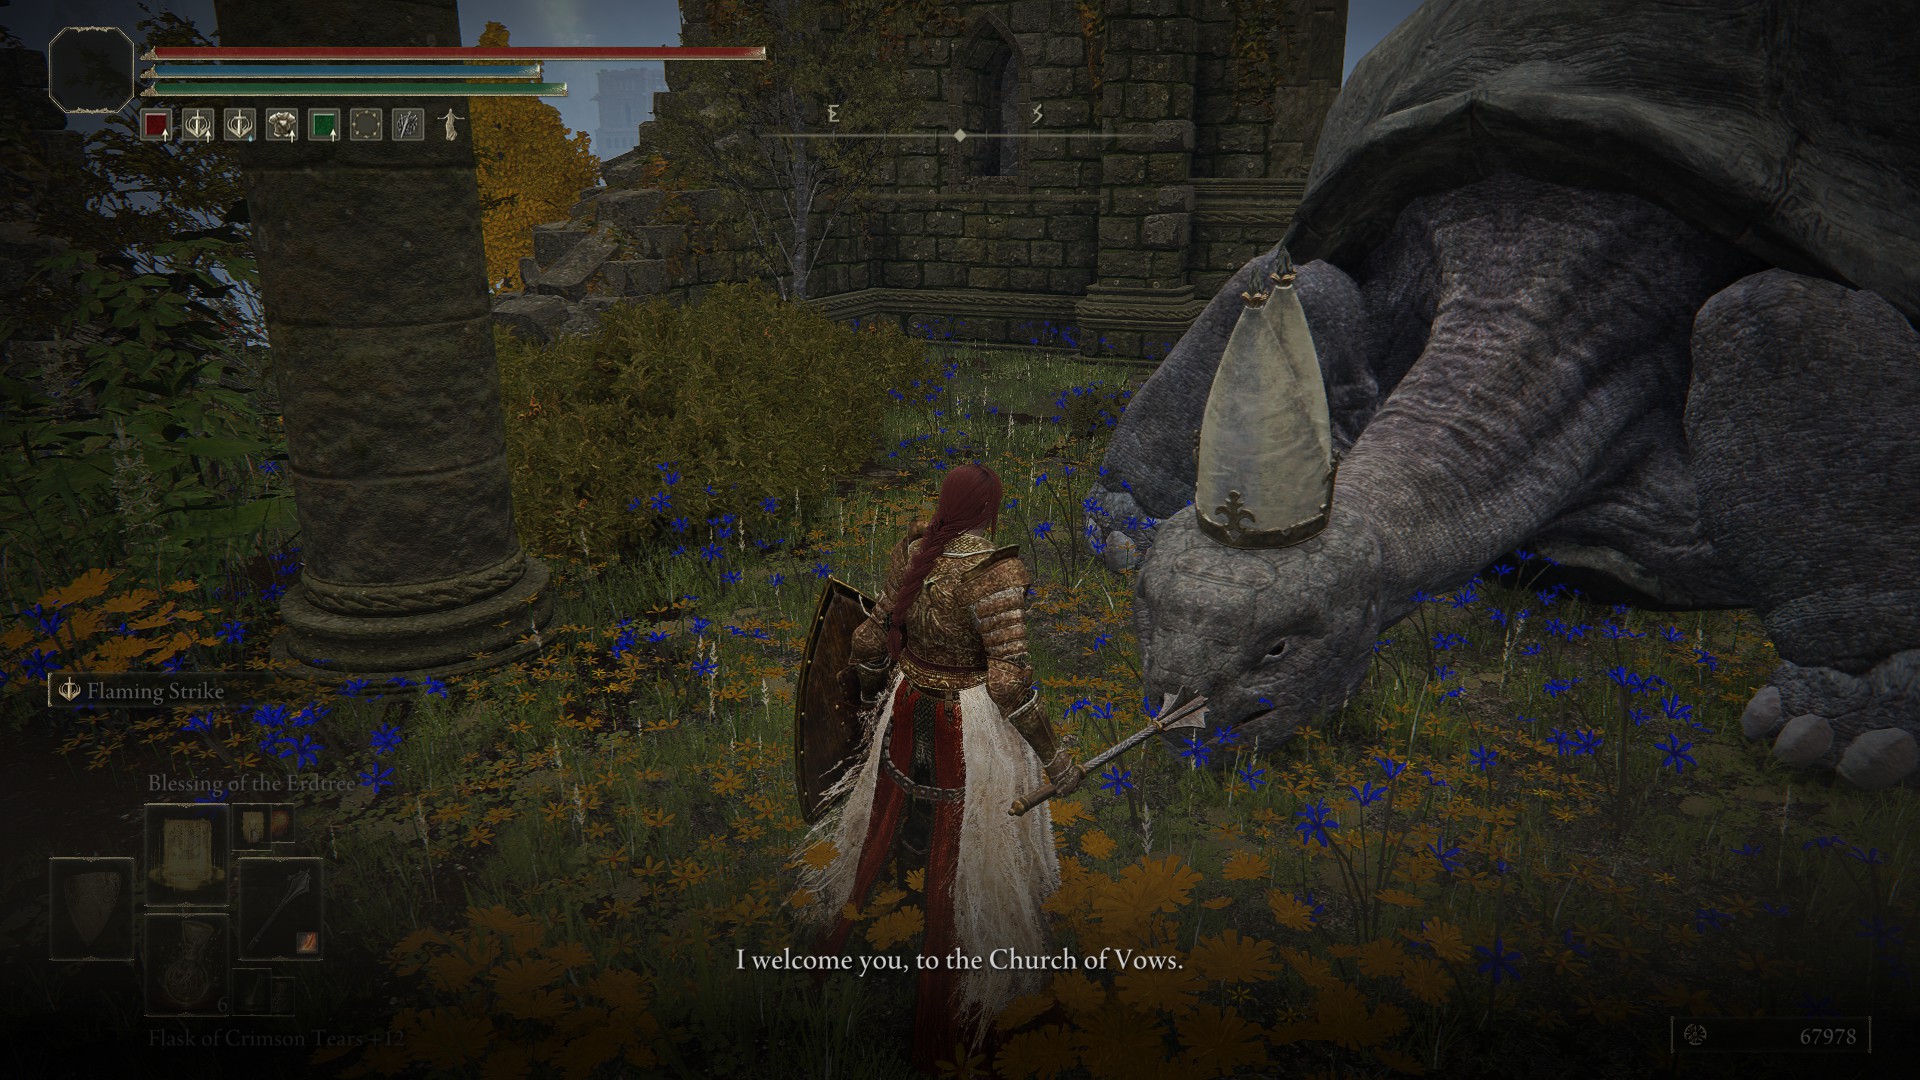 E S
Flaming Strike
Blessing of the Erdtree
6
Flask of Crimson Tears +12
I welcome you, to the Church of Vows.
67978